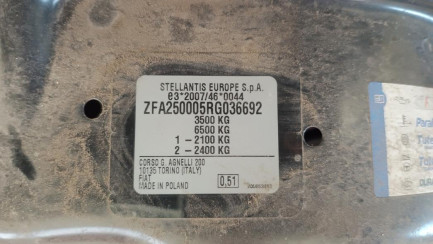 STELLANTIS EUROPE S.p.A.
e3*2007/46*0044
ZFA250005RG036692
3500 KG
6500 KG
1 - 2100 KG
2 - 2400 KG
CORSO G. AGNELLI 200
10135 TORINO (ITALY)
FIAT
MADE IN POLAND
0,51